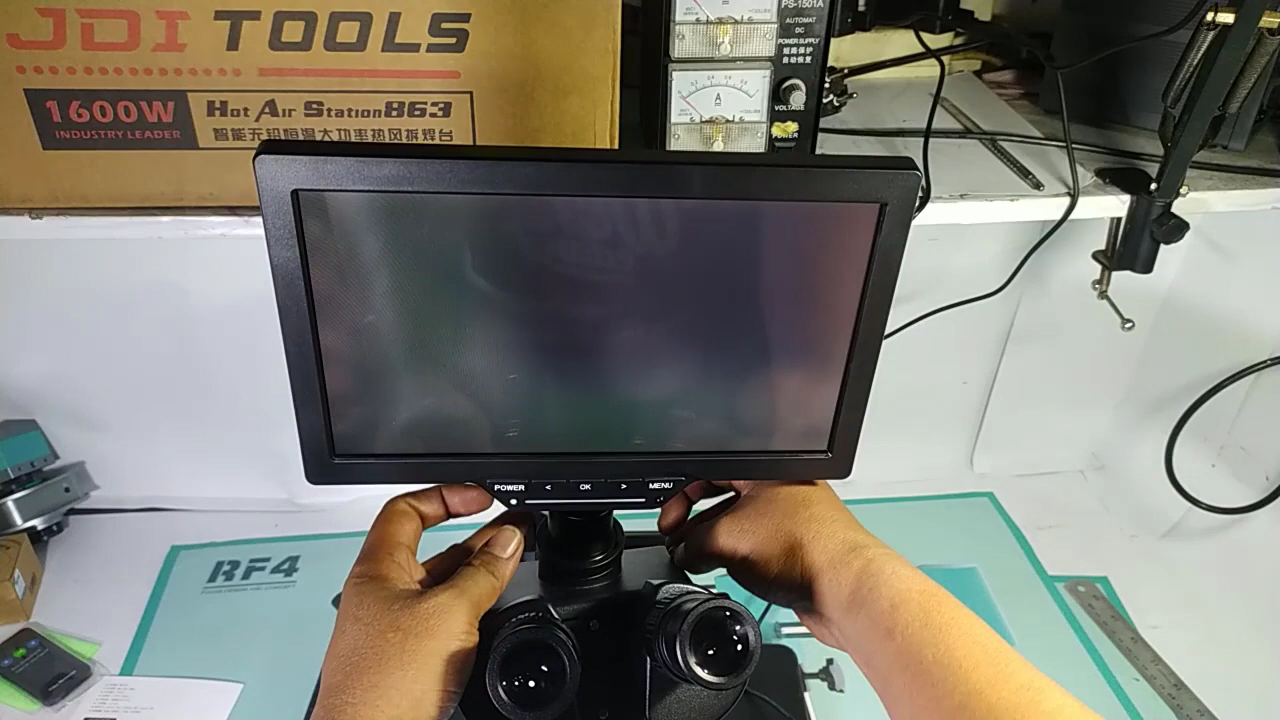 JDI TOOLS
1600W
INDUSTRY LEADER
Hot Air Station863
智能无铅恒温大功率热风拆焊台
PS-1501A
AUTOMAT
DC
POWER SUPPLY
短路保护
自动恢复
A
VOLTAGE
POWER
POWER < OK > MENU
RF4